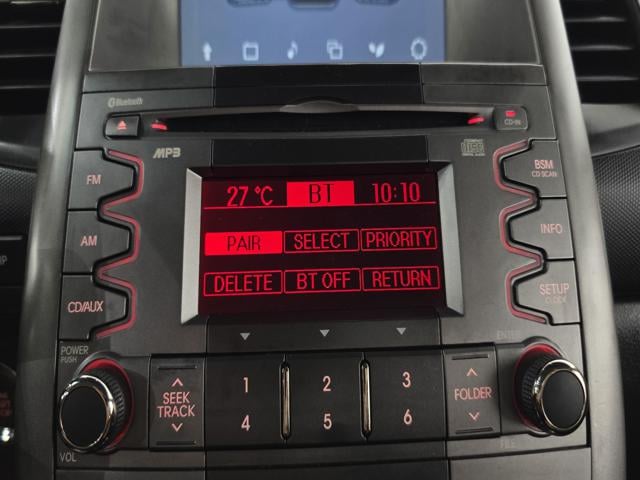 Bluetooth
CD-IN
MP3
27 °C BT 10:10
PAIR SELECT PRIORITY
DELETE BT OFF RETURN
FM
AM
CD/AUX
BSM
CD SCAN
INFO
SETUP
CLOCK
POWER
PUSH
VOL
SEEK
TRACK
1 2 3
4 5 6
FOLDER
ENTER
FILE